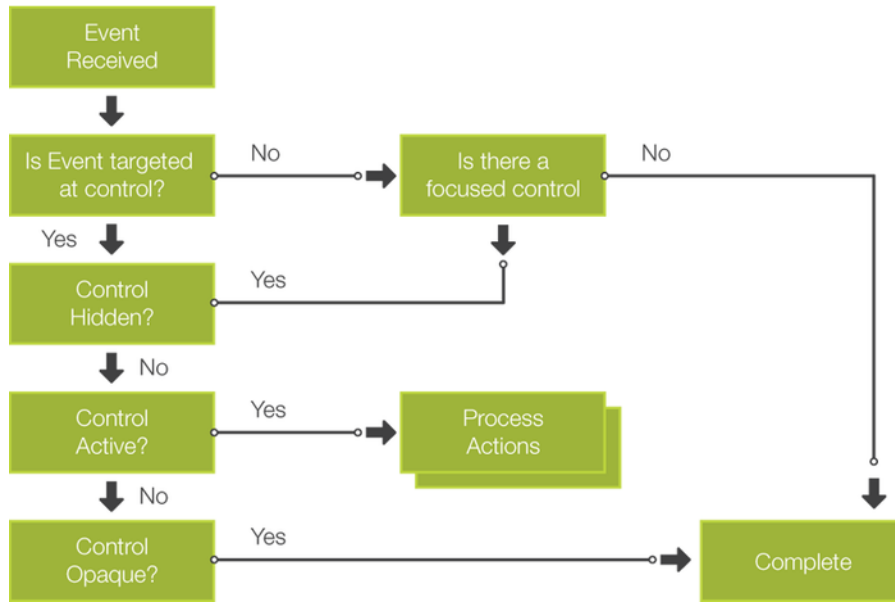 Event
Received
Is Event targeted
at control?
No
Is there a
focused control
No
Yes
Control
Hidden?
Yes
No
Control
Active?
Yes
Process
Actions
No
Control
Opaque?
Yes
Complete